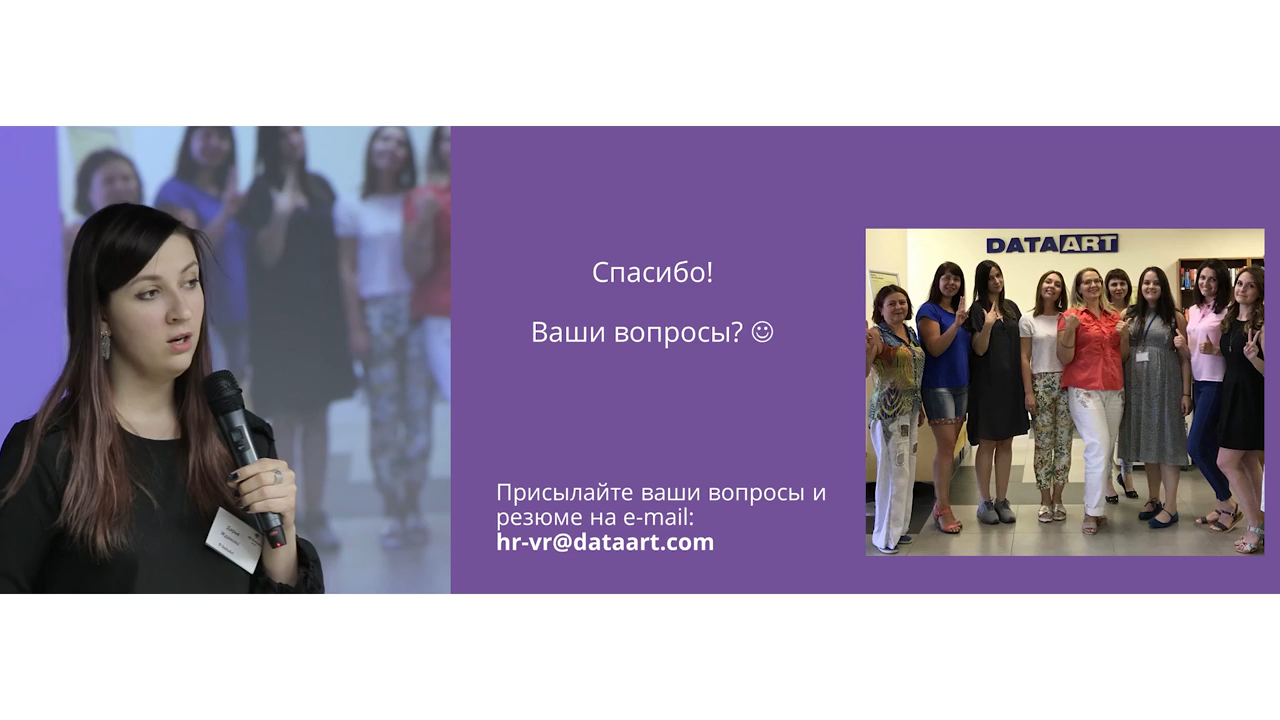 Спасибо!
Ваши вопросы? ☺
Присылайте ваши вопросы и
резюме на e-mail:
hr-vr@dataart.com
DATAART